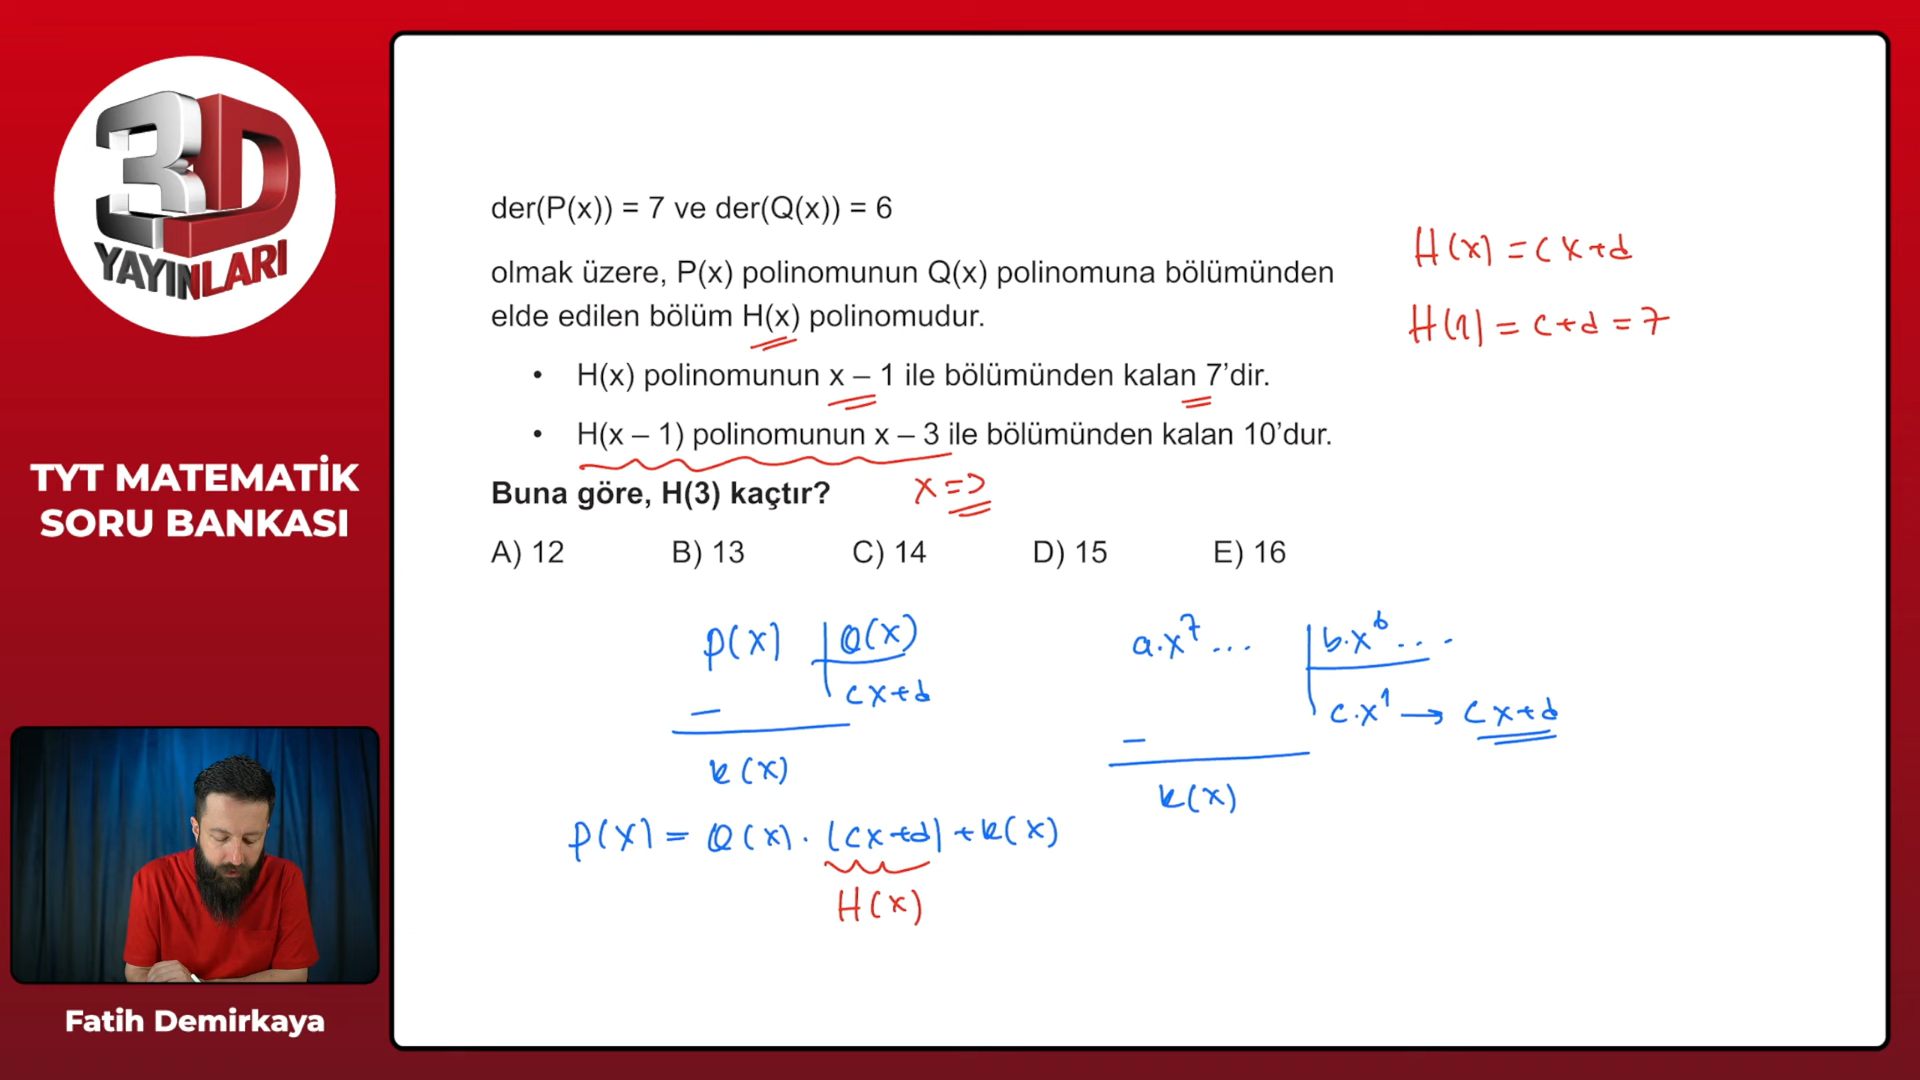 3D
YAYINLARI
TYT MATEMATİK
SORU BANKASI
Fatih Demirkaya
der(P(x)) = 7 ve der(Q(x)) = 6
olmak üzere, P(x) polinomunun Q(x) polinomuna bölümünden
elde edilen bölüm H(x) polinomudur.
• H(x) polinomunun x – 1 ile bölümünden kalan 7’dir.
• H(x – 1) polinomunun x – 3 ile bölümünden kalan 10’dur.
Buna göre, H(3) kaçtır?
x =
A) 12 B) 13 C) 14 D) 15 E) 16
H(x) = cx+d
H(1) = c+d = 7
P(x) Q(x)
cx+d
–
k(x)
P(x) = Q(x) . (cx+d) + k(x)
H(x)
a.x⁷ ... b.x⁶ ...
c.x¹ → cx+d
–
k(x)